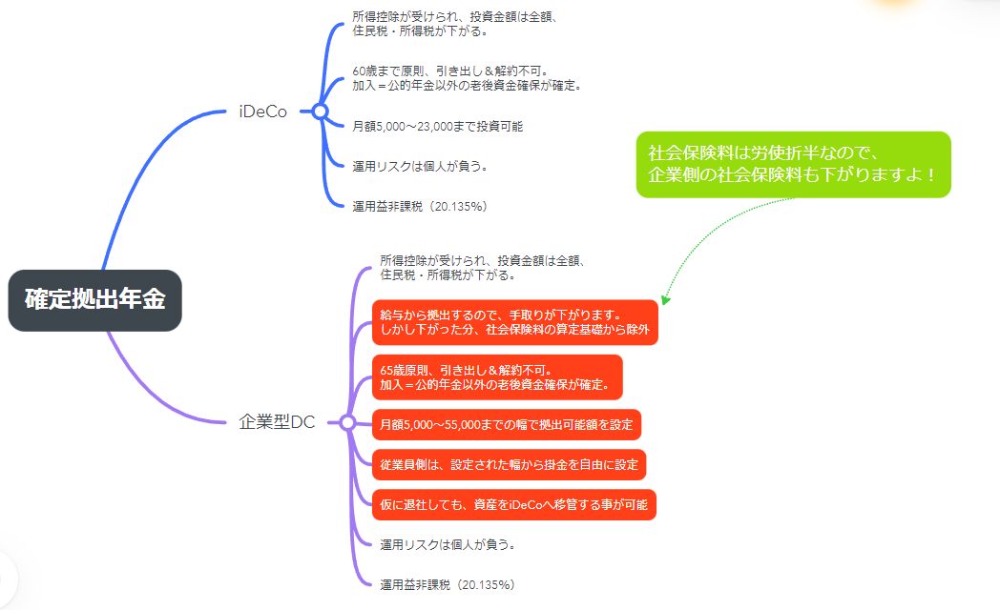 所得控除が受けられ、投資金額は全額、
住民税・所得税が下がる。
60歳まで原則、引き出し＆解約不可。
加入＝公的年金以外の老後資金確保が確定。
iDeCo
月額5,000～23,000まで投資可能
運用リスクは個人が負う。
運用益非課税（20.135%）
社会保険料は労使折半なので、
企業側の社会保険料も下がりますよ！
確定拠出年金
所得控除が受けられ、投資金額は全額、
住民税・所得税が下がる。
給与から拠出するので、手取りが下がります。
しかし下がった分、社会保険料の算定基礎から除外
65歳原則、引き出し＆解約不可。
加入＝公的年金以外の老後資金確保が確定。
企業型DC
月額5,000～55,000までの幅で拠出可能額を設定
従業員側は、設定された幅から掛金を自由に設定
仮に退社しても、資産をiDeCoへ移管する事が可能
運用リスクは個人が負う。
運用益非課税（20.135%）